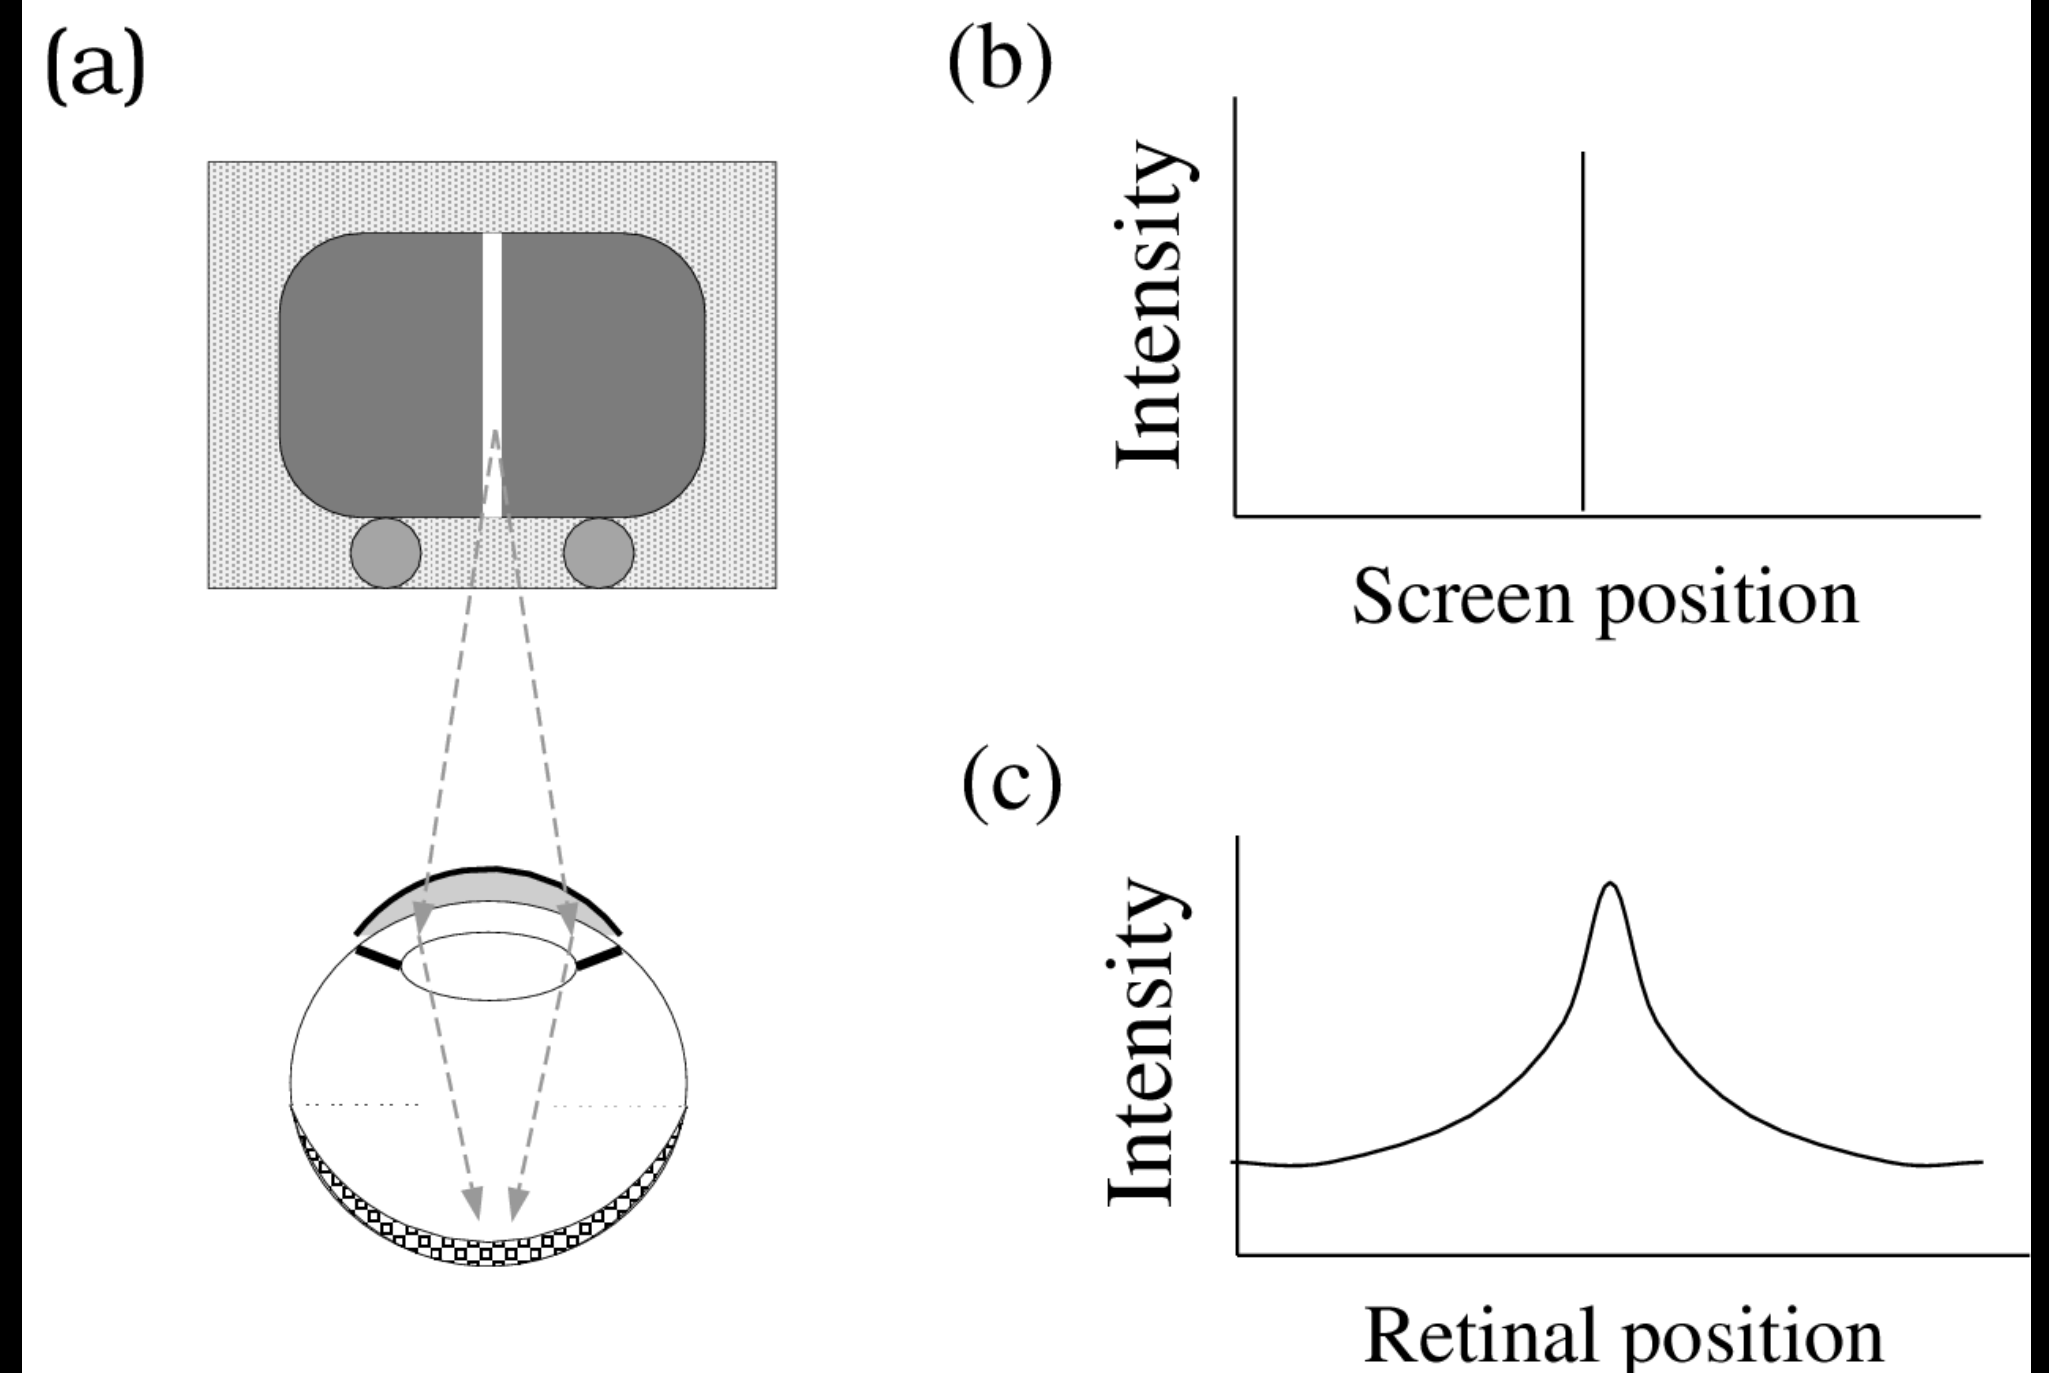 (a)
(b)
Intensity
Screen position
(c)
Intensity
Retinal position